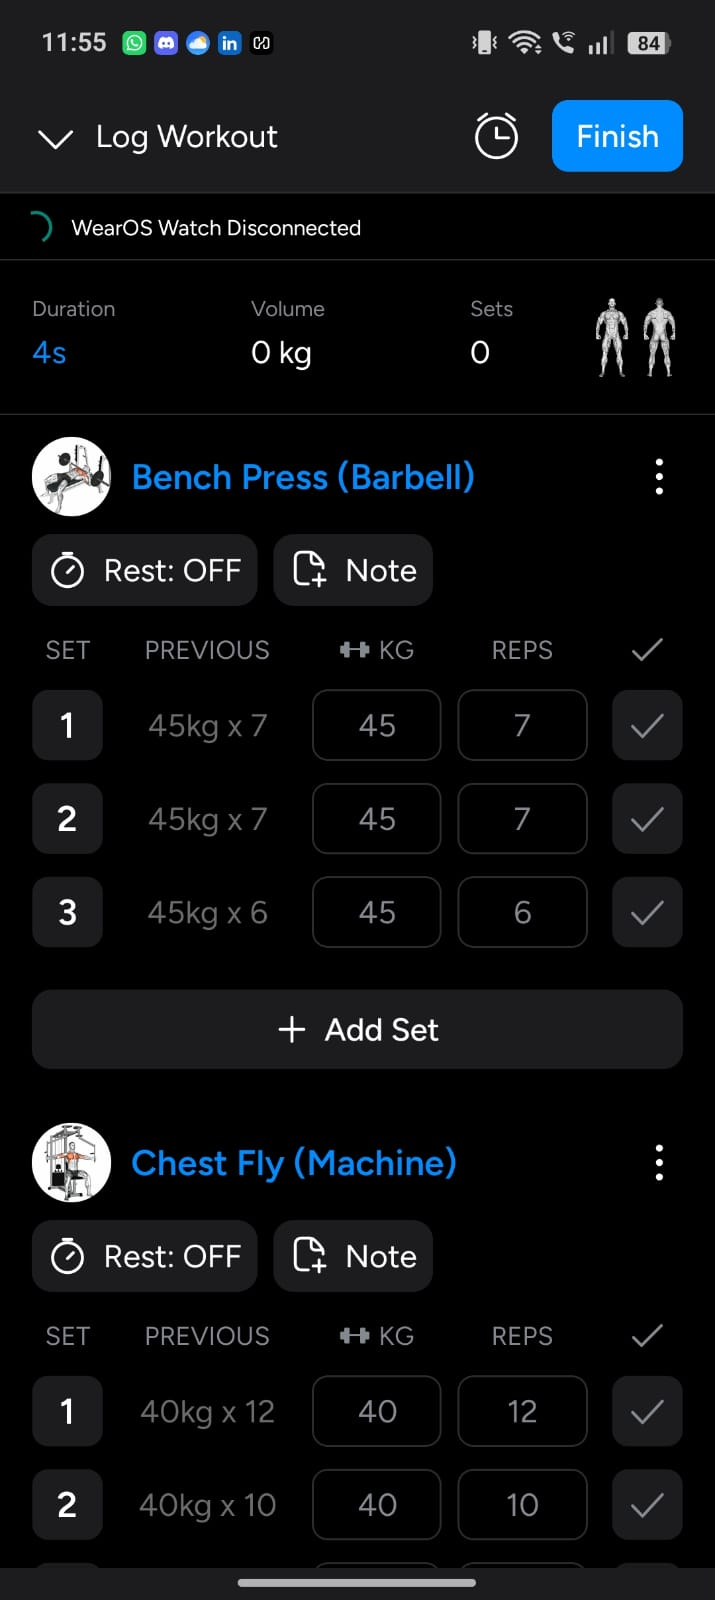 11:55 in 84
Log Workout Finish
WearOS Watch Disconnected
Duration Volume Sets
4s 0 kg 0
Bench Press (Barbell)
Rest: OFF Note
SET PREVIOUS KG REPS
1 45kg x 7 45 7
2 45kg x 7 45 7
3 45kg x 6 45 6
+ Add Set
Chest Fly (Machine)
Rest: OFF Note
SET PREVIOUS KG REPS
1 40kg x 12 40 12
2 40kg x 10 40 10